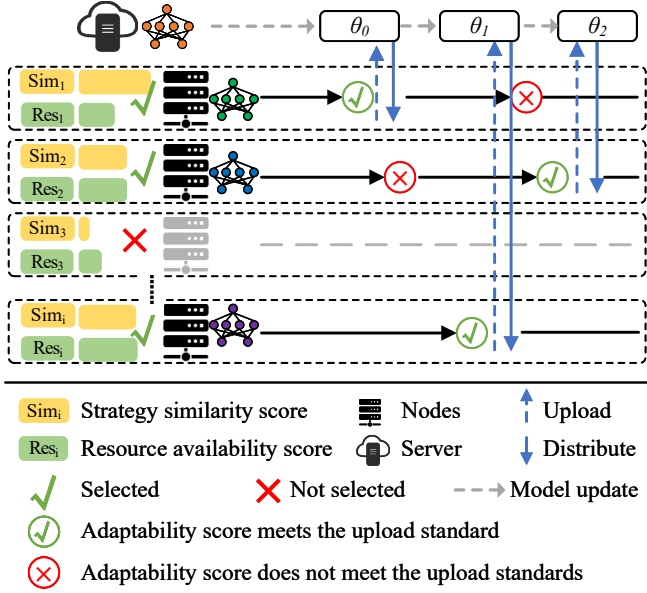 θ0 θ1 θ2
Sim1
Res1
Sim2
Res2
Sim3
Res3
Simi
Resi
Simi Strategy similarity score Nodes Upload
Resi Resource availability score Server Distribute
Selected Not selected Model update
Adaptability score meets the upload standard
Adaptability score does not meet the upload standards